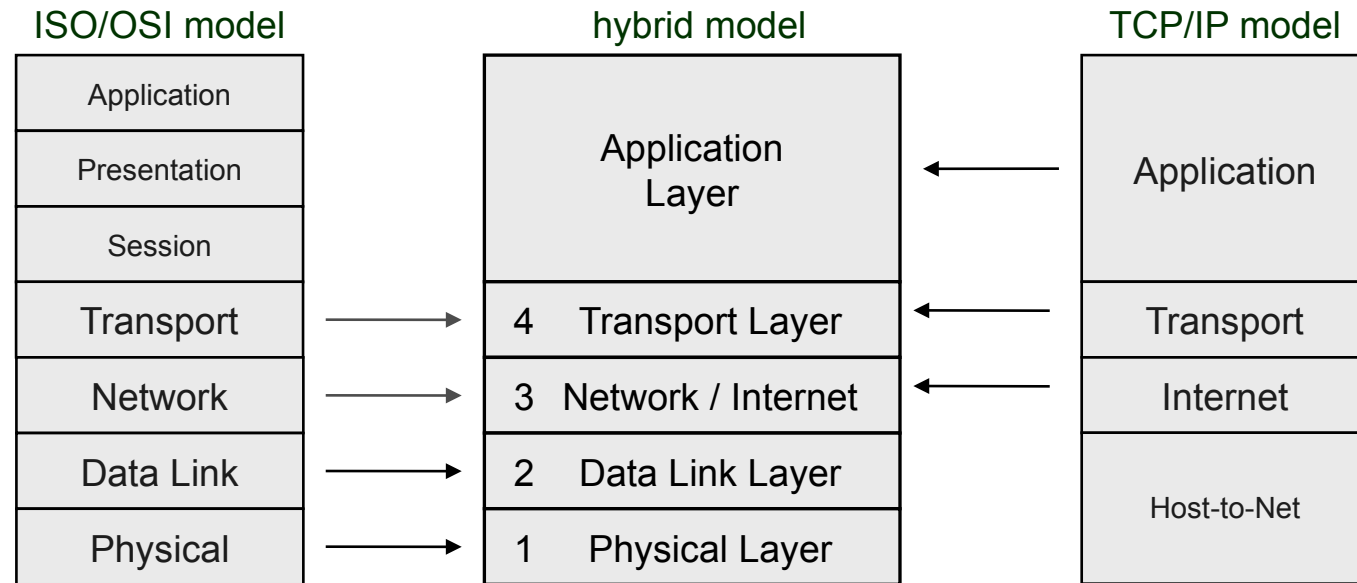 ISO/OSI model
Application
Presentation
Session
Transport
Network
Data Link
Physical
hybrid model
Application
Layer
4 Transport Layer
3 Network / Internet
2 Data Link Layer
1 Physical Layer
TCP/IP model
Application
Transport
Internet
Host-to-Net